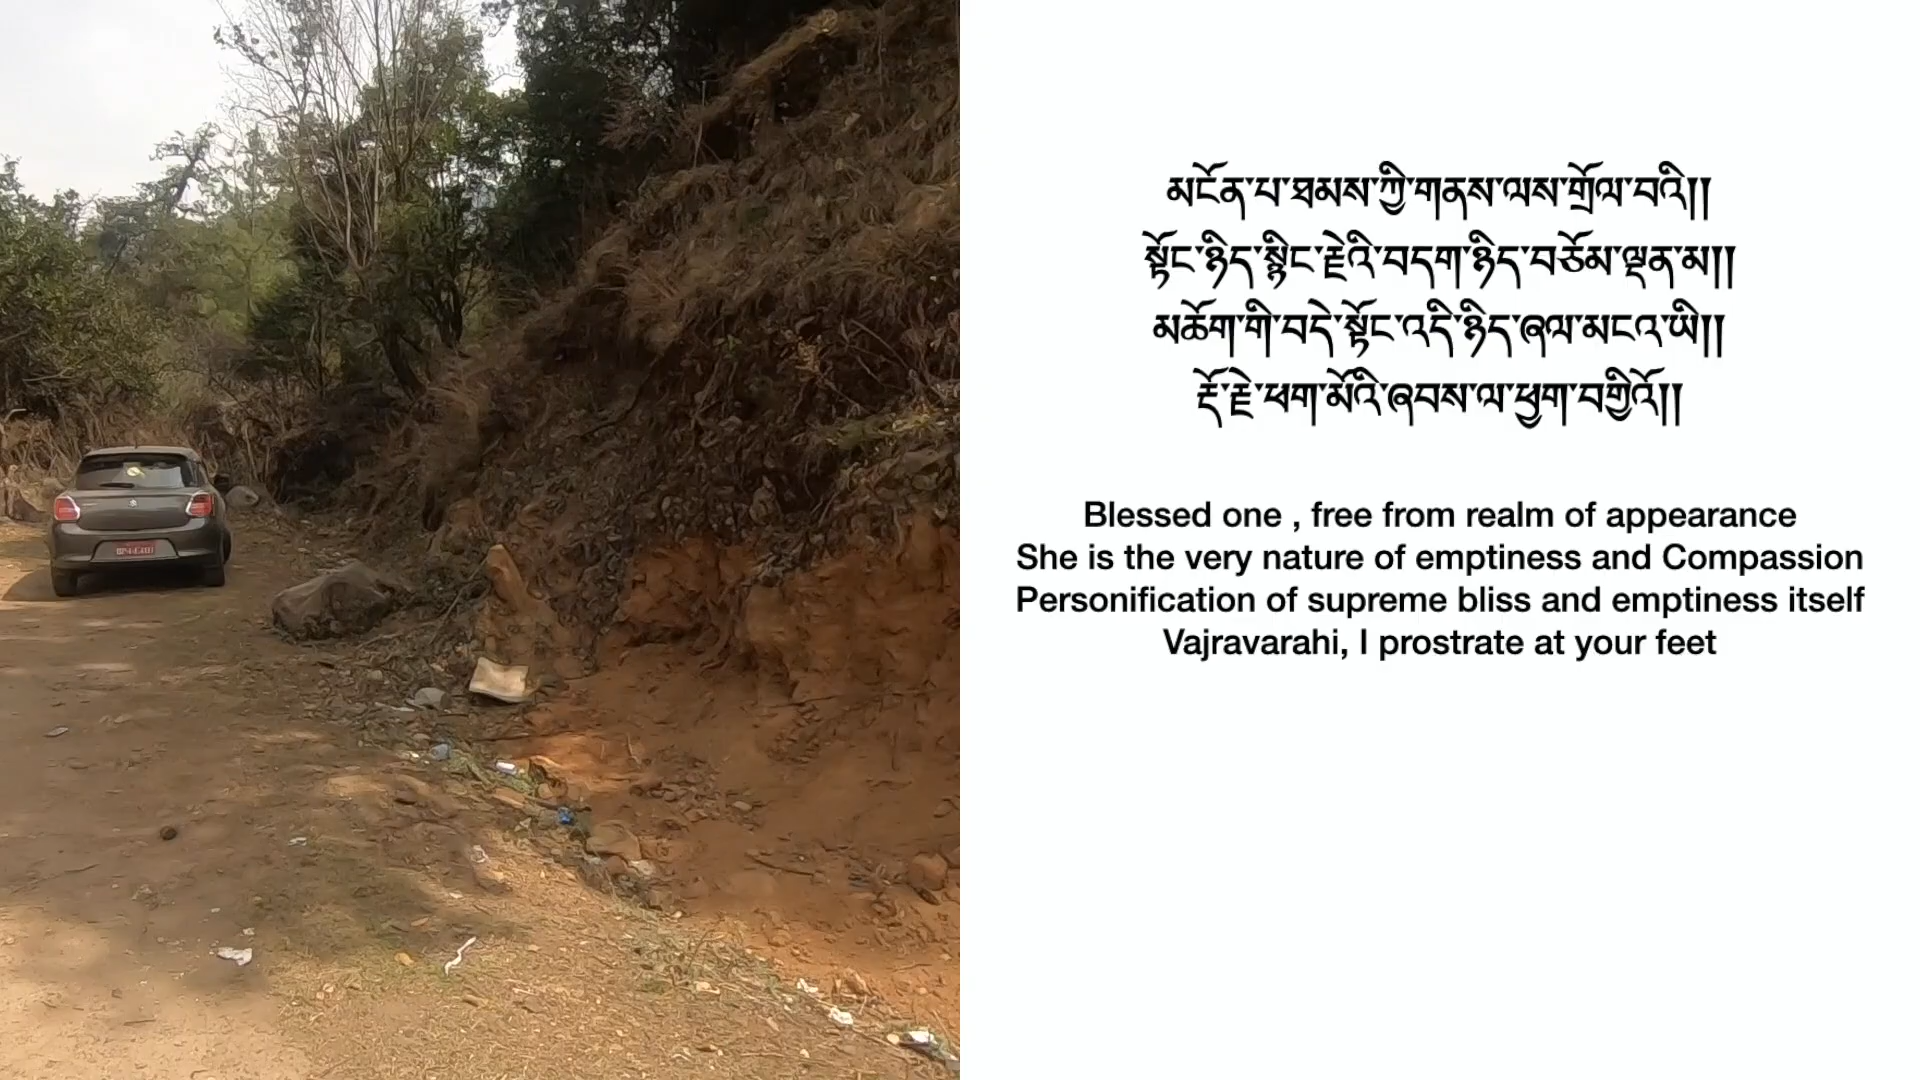 མངོན་པ་ཐམས་ཀྱི་གནས་ལས་གྲོལ་བའི།།
སྟོང་ཉིད་སྙིང་རྗེའི་བདག་ཉིད་བཅོམ་ལྡན་མ།།
མཆོག་གི་བདེ་སྟོང་འདི་ཉིད་ཞལ་མངའ་ཡི།།
རྡོ་རྗེ་ཕག་མོའི་ཞབས་ལ་ཕྱག་བགྱིའོ།།
Blessed one , free from realm of appearance
She is the very nature of emptiness and Compassion
Personification of supreme bliss and emptiness itself
Vajravarahi, I prostrate at your feet